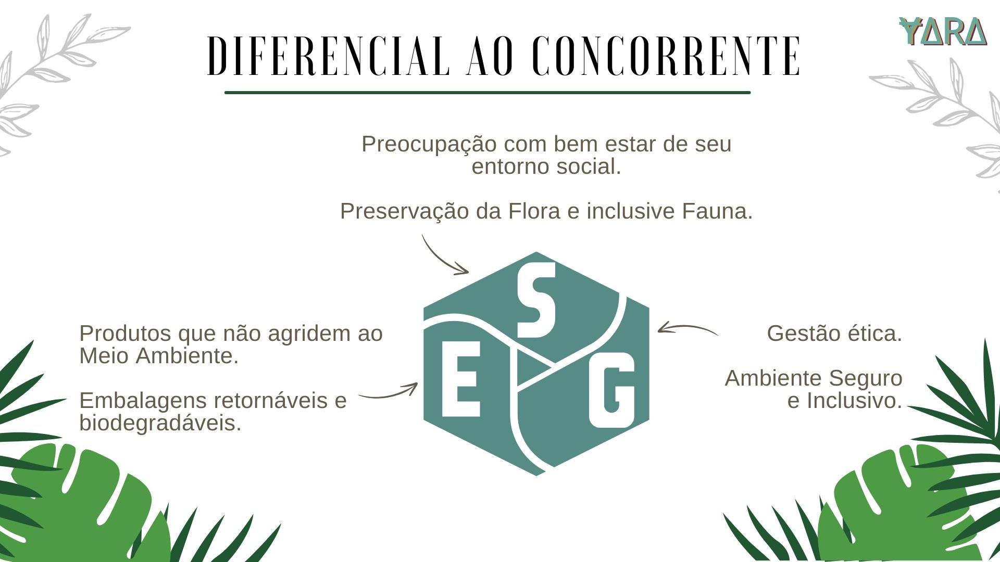 DIFERENCIAL AO CONCORRENTE
YARA
Preocupação com bem estar de seu
entorno social.
Preservação da Flora e inclusive Fauna.
S
E
G
Produtos que não agridem ao
Meio Ambiente.
Embalagens retornáveis e
biodegradáveis.
Gestão ética.
Ambiente Seguro
e Inclusivo.